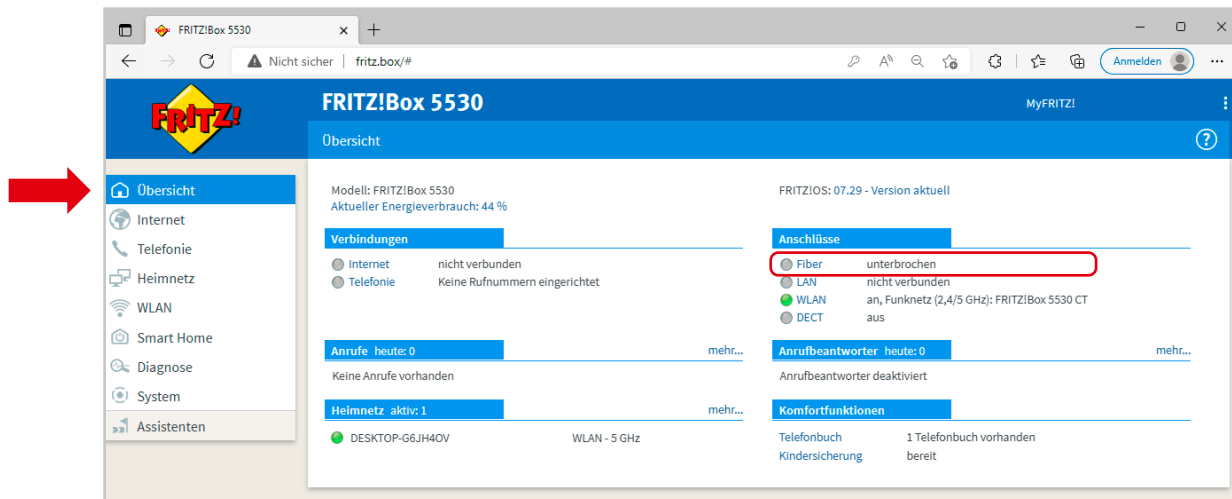 FRITZ!Box 5530
Nicht sicher fritz.box/# Anmelden
FRITZ! FRITZ!Box 5530 MyFRITZ!
Übersicht
Übersicht
Internet
Telefonie
Heimnetz
WLAN
Smart Home
Diagnose
System
Assistenten
Modell: FRITZ!Box 5530
Aktueller Energieverbrauch: 44 %
FRITZ!OS: 07.29 - Version aktuell
Verbindungen
Internet nicht verbunden
Telefonie Keine Rufnummern eingerichtet
Anschlüsse
Fiber unterbrochen
LAN nicht verbunden
WLAN an, Funknetz (2,4/5 GHz): FRITZ!Box 5530 CT
DECT aus
Anrufe heute: 0 mehr...
Keine Anrufe vorhanden
Anrufbeantworter heute: 0 mehr...
Anrufbeantworter deaktiviert
Heimnetz aktiv: 1 mehr...
DESKTOP-G6JH4OV WLAN - 5 GHz
Komfortfunktionen
Telefonbuch 1 Telefonbuch vorhanden
Kindersicherung bereit